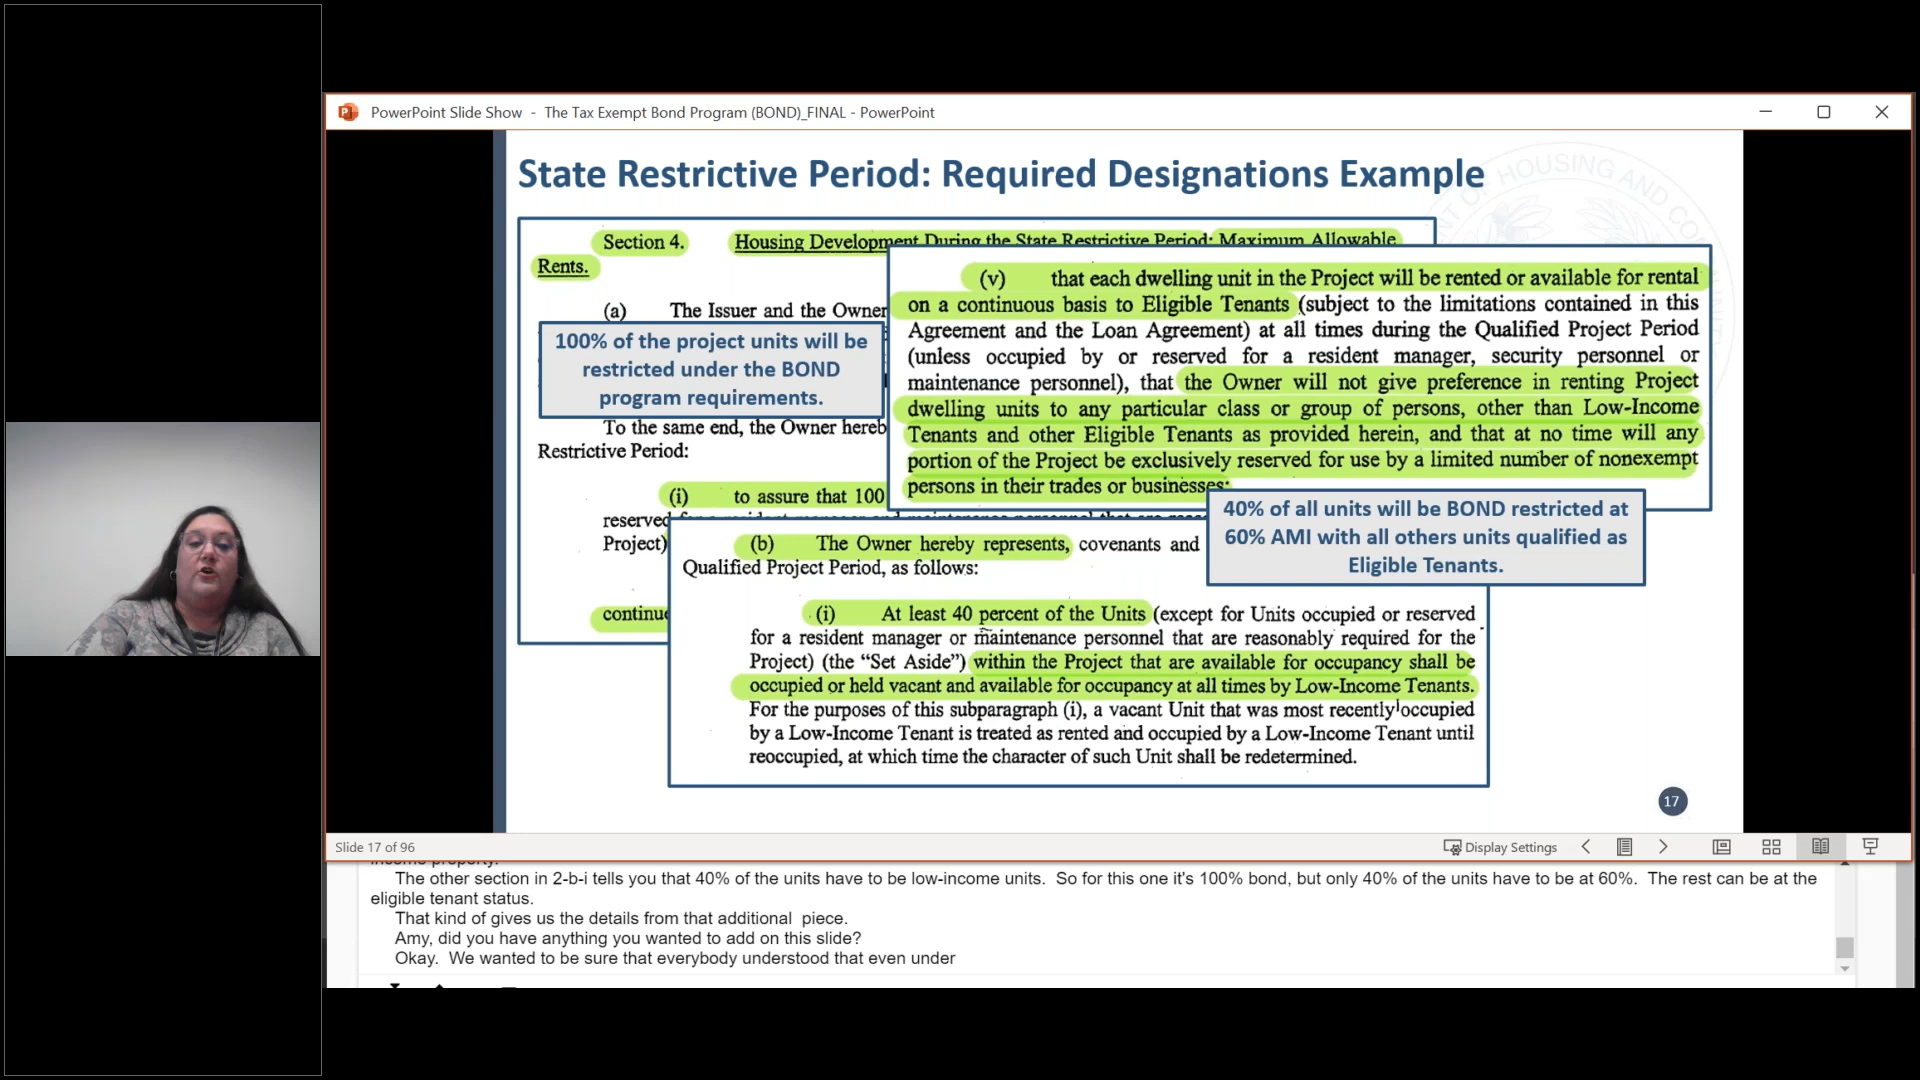 PowerPoint Slide Show - The Tax Exempt Bond Program (BOND)_FINAL - PowerPoint
State Restrictive Period: Required Designations Example
Section 4. Housing Development During the State Restrictive Period; Maximum Allowable
Rents.
(a) The Issuer and the Owner
100% of the project units will be
restricted under the BOND
program requirements.
To the same end, the Owner hereb
Restrictive Period:
(i) to assure that 100
reserved
Project)
continue
(v) that each dwelling unit in the Project will be rented or available for rental
on a continuous basis to Eligible Tenants (subject to the limitations contained in this
Agreement and the Loan Agreement) at all times during the Qualified Project Period
(unless occupied by or reserved for a resident manager, security personnel or
maintenance personnel), that the Owner will not give preference in renting Project
dwelling units to any particular class or group of persons, other than Low-Income
Tenants and other Eligible Tenants as provided herein, and that at no time will any
portion of the Project be exclusively reserved for use by a limited number of nonexempt
persons in their trades or businesses;
40% of all units will be BOND restricted at
60% AMI with all others units qualified as
Eligible Tenants.
(b) The Owner hereby represents, covenants and
Qualified Project Period, as follows:
(i) At least 40 percent of the Units (except for Units occupied or reserved
for a resident manager or maintenance personnel that are reasonably required for the
Project) (the “Set Aside”) within the Project that are available for occupancy shall be
occupied or held vacant and available for occupancy at all times by Low-Income Tenants.
For the purposes of this subparagraph (i), a vacant Unit that was most recently occupied
by a Low-Income Tenant is treated as rented and occupied by a Low-Income Tenant until
reoccupied, at which time the character of such Unit shall be redetermined.
OF HOUSING AND CO
17
Slide 17 of 96
Display Settings
income property.
The other section in 2-b-i tells you that 40% of the units have to be low-income units. So for this one it's 100% bond, but only 40% of the units have to be at 60%. The rest can be at the
eligible tenant status.
That kind of gives us the details from that additional piece.
Amy, did you have anything you wanted to add on this slide?
Okay. We wanted to be sure that everybody understood that even under